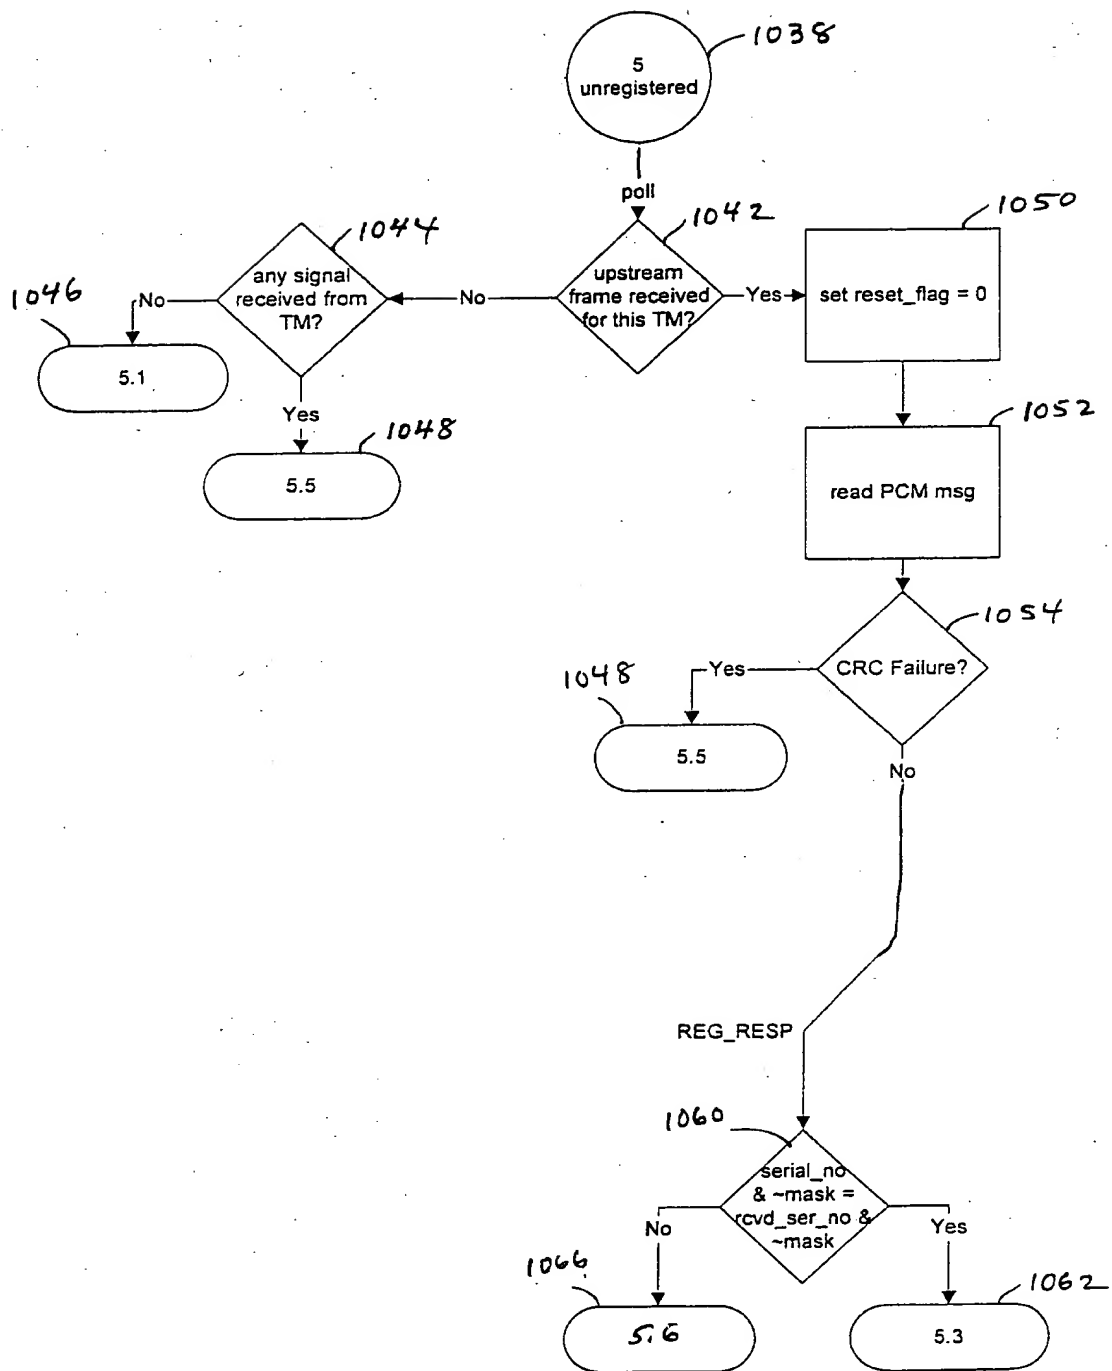 1038
5
unregistered
poll
1042
1050
1044
upstream
frame received
for this TM?
any signal
received from
TM?
1046
No
No
Yes
set reset_flag = 0
5.1
Yes
1048
1052
5.5
read PCM msg
1054
CRC Failure?
Yes
1048
5.5
No
REG_RESP
1060
serial_no
& ~mask =
rcvd_ser_no &
~mask
No
Yes
1066
1062
5.6
5.3